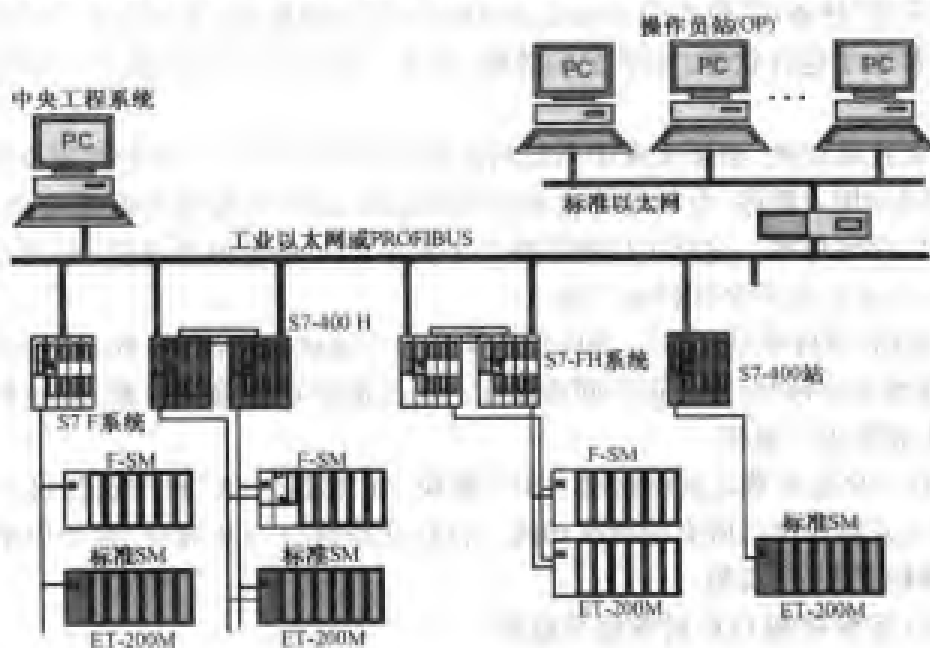 操作员站(OP)
PC
PC
PC
中央工程系统
PC
标准以太网
工业以太网或PROFIBUS
S7-400 H
S7-FH系统
S7-400站
S7 F系统
F-SM
F-SM
F-SM
标准SM
标准SM
标准SM
ET-200M
ET-200M
ET-200M
ET-200M